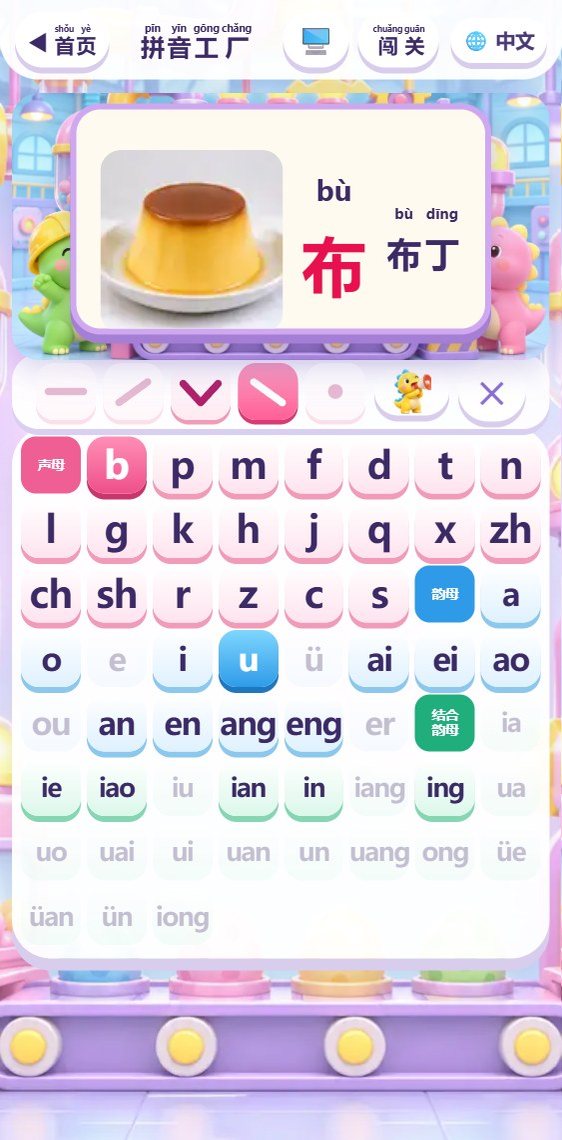 shǒu yè pīn yīn gōng chǎng chuǎng guān
首页 拼音工厂 闯关 中文
bù
bù dīng
布 布丁
声母 b p m f d t n
l g k h j q x zh
ch sh r z c s 韵母 a
o e i u ü ai ei ao
ou an en ang eng er 结合韵母 ia
ie iao iu ian in iang ing ua
uo uai ui uan un uang ong üe
üan ün iong